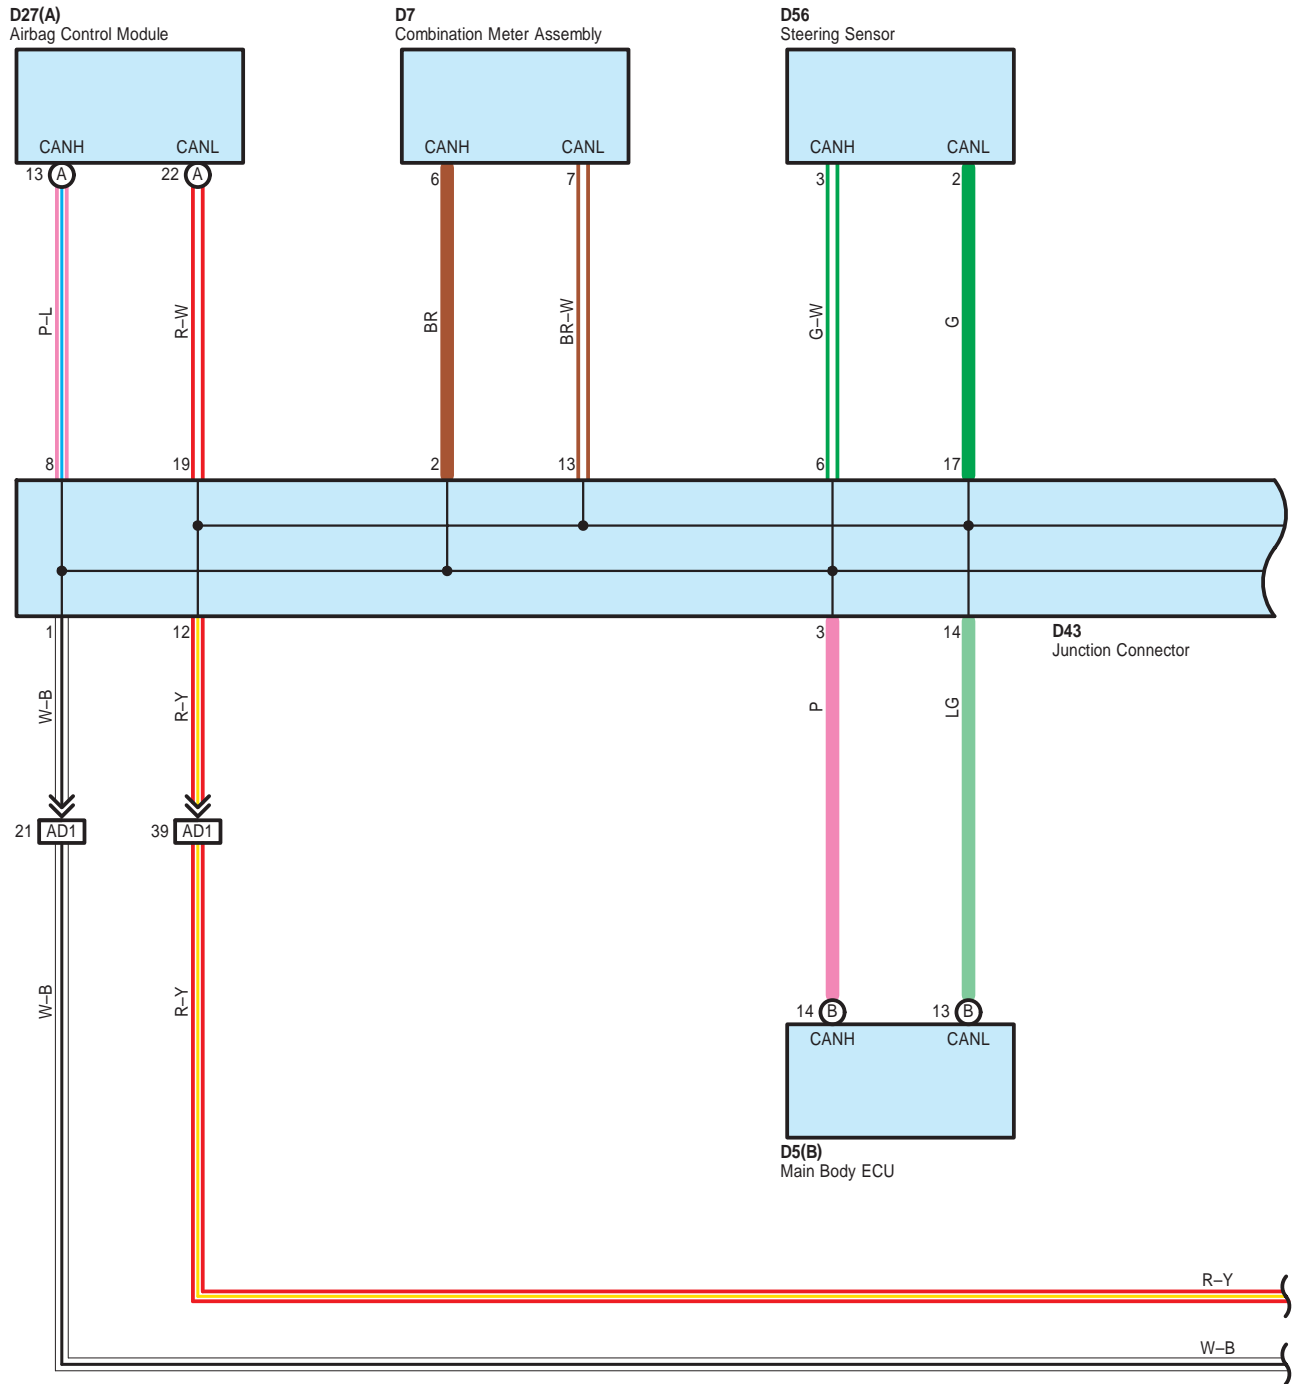 D27(A)
Airbag Control Module
D7
Combination Meter Assembly
D56
Steering Sensor
CANH
CANL
CANH
CANL
CANH
CANL
13
A
22
A
6
7
3
2
P–L
R–W
BR
BR–W
G–W
G
8
19
2
13
6
17
1
12
3
14
D43
Junction Connector
W–B
R–Y
P
LG
21
AD1
39
AD1
W–B
R–Y
14
B
13
B
CANH
CANL
D5(B)
Main Body ECU
R–Y
W–B